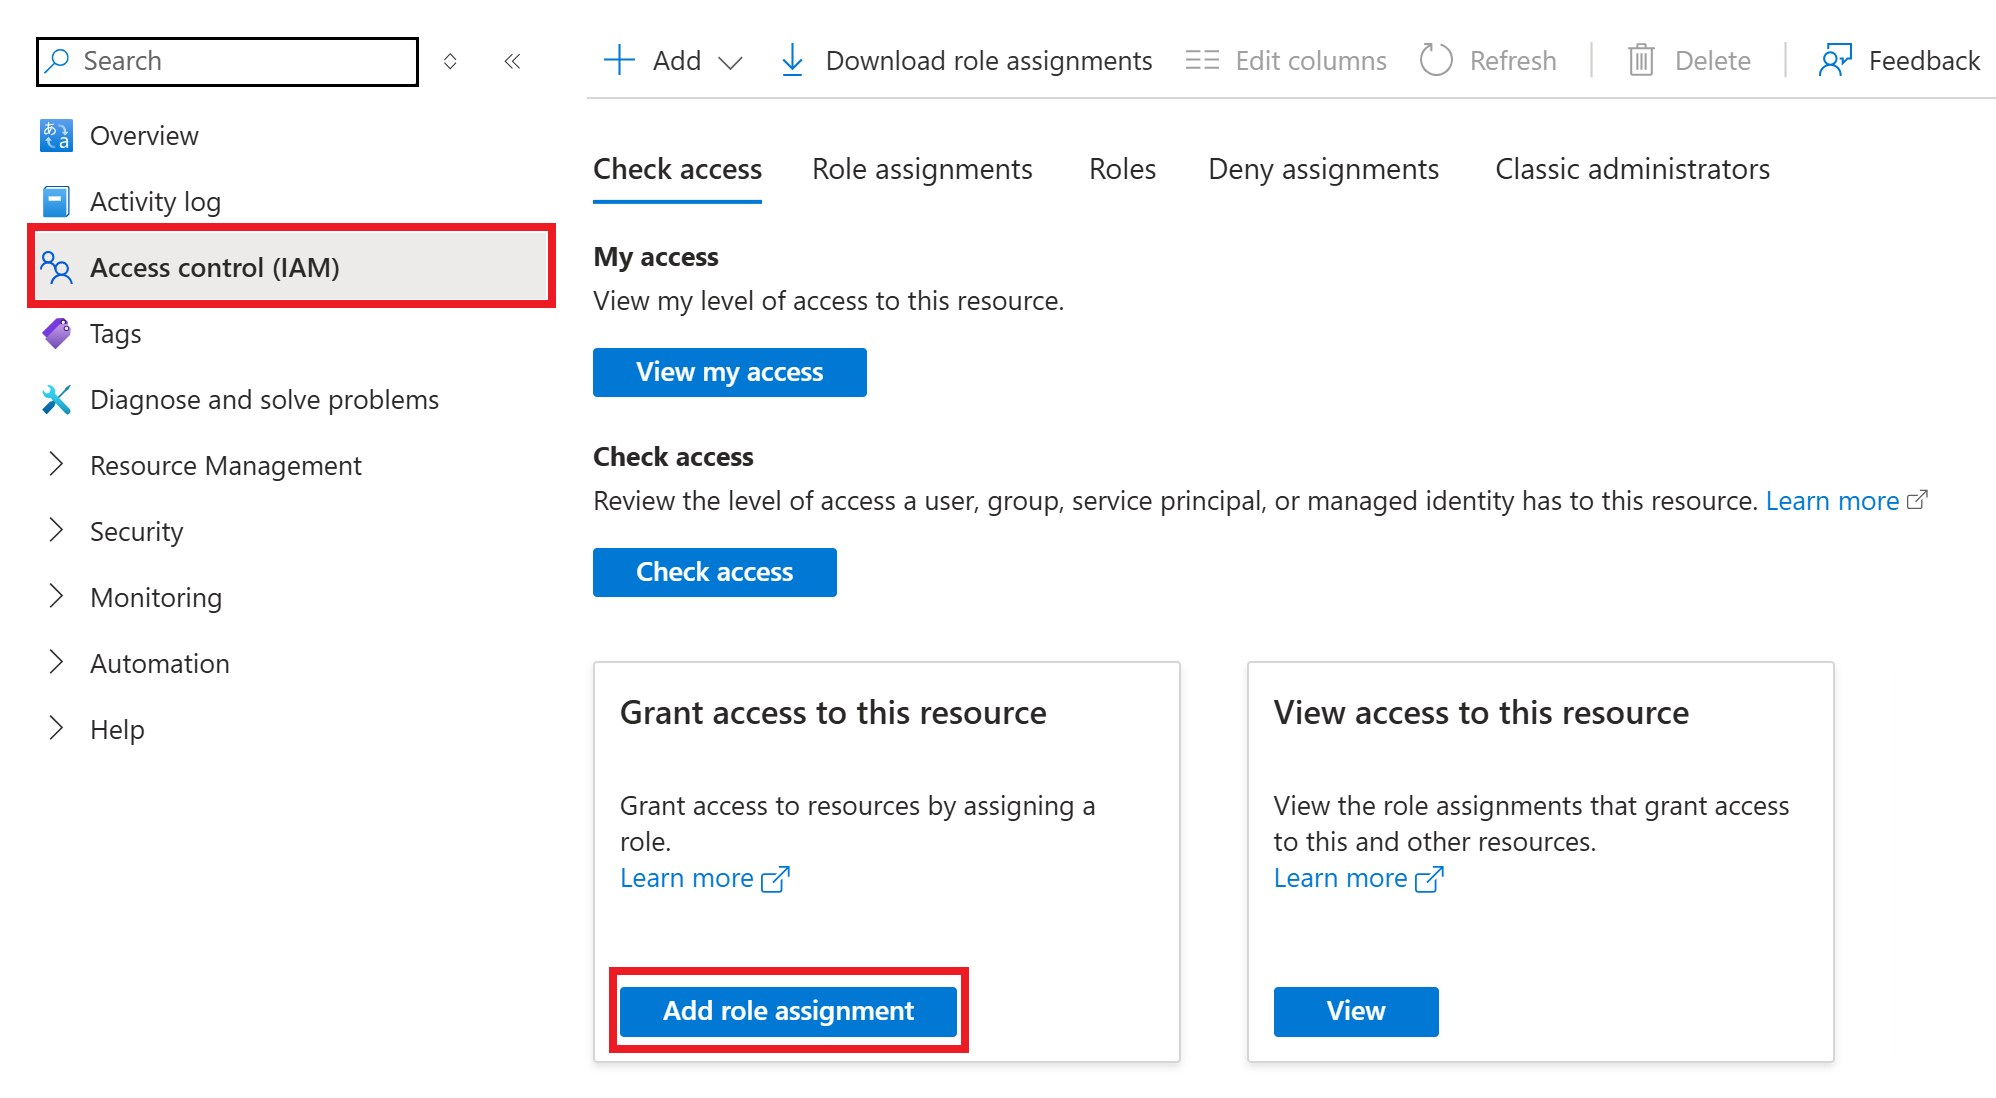 Search
Add
Download role assignments
Edit columns
Refresh
Delete
Feedback
Overview
Activity log
Access control (IAM)
Tags
Diagnose and solve problems
Resource Management
Security
Monitoring
Automation
Help
Check access
Role assignments
Roles
Deny assignments
Classic administrators
My access
View my level of access to this resource.
View my access
Check access
Review the level of access a user, group, service principal, or managed identity has to this resource. Learn more
Check access
Grant access to this resource
Grant access to resources by assigning a
role.
Learn more
Add role assignment
View access to this resource
View the role assignments that grant access
to this and other resources.
Learn more
View